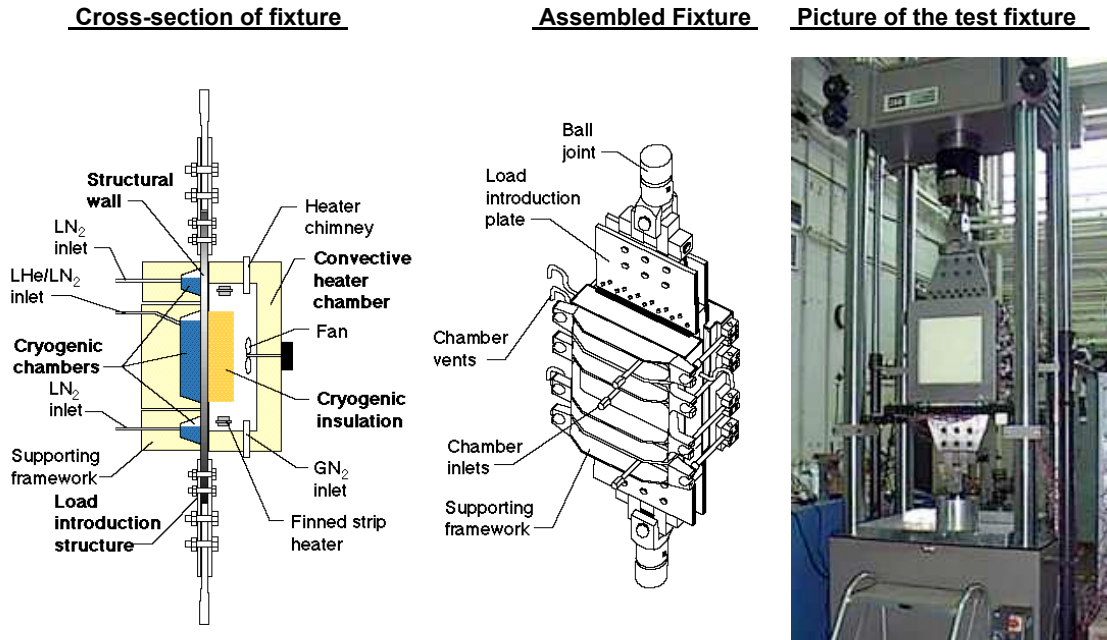 Cross-section of fixture
Assembled Fixture
Picture of the test fixture
Structural
wall
LN2
inlet
LHe/LN2
inlet
Cryogenic
chambers
LN2
inlet
Supporting
framework
Load
introduction
structure
Heater
chimney
Convective
heater
chamber
Fan
Cryogenic
insulation
GN2
inlet
Finned strip
heater
Ball
joint
Load
introduction
plate
Chamber
vents
Chamber
inlets
Supporting
framework